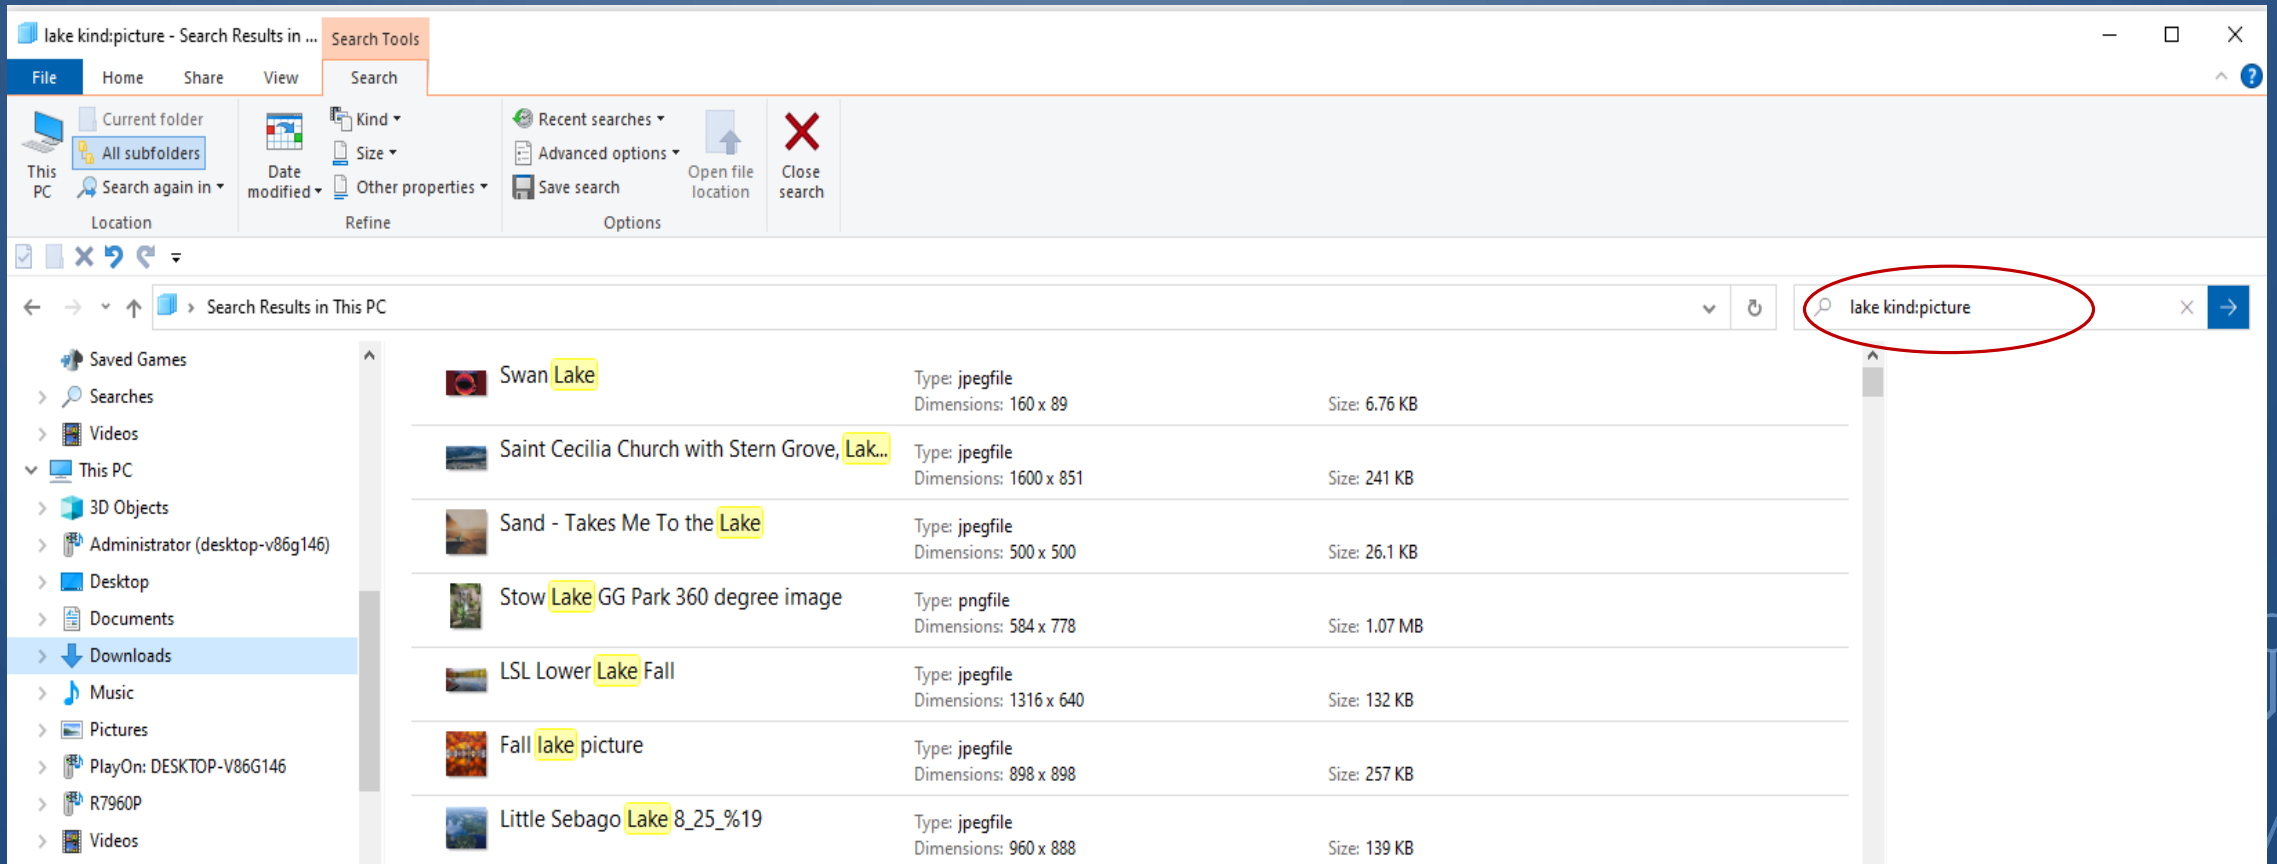 lake kind:picture - Search Results in ...
Search Tools
File Home Share View Search
Current folder
All subfolders
Search again in
This PC
Location
Date modified
Kind
Size
Other properties
Refine
Recent searches
Advanced options
Save search
Open file location
Options
Close search
Search Results in This PC
lake kind:picture
Saved Games
Searches
Videos
This PC
3D Objects
Administrator (desktop-v86g146)
Desktop
Documents
Downloads
Music
Pictures
PlayOn: DESKTOP-V86G146
R7960P
Videos
Swan Lake
Type: jpegfile
Dimensions: 160 x 89
Size: 6.76 KB
Saint Cecilia Church with Stern Grove, Lak...
Type: jpegfile
Dimensions: 1600 x 851
Size: 241 KB
Sand - Takes Me To the Lake
Type: jpegfile
Dimensions: 500 x 500
Size: 26.1 KB
Stow Lake GG Park 360 degree image
Type: pngfile
Dimensions: 584 x 778
Size: 1.07 MB
LSL Lower Lake Fall
Type: jpegfile
Dimensions: 1316 x 640
Size: 132 KB
Fall lake picture
Type: jpegfile
Dimensions: 898 x 898
Size: 257 KB
Little Sebago Lake 8_25_%19
Type: jpegfile
Dimensions: 960 x 888
Size: 139 KB